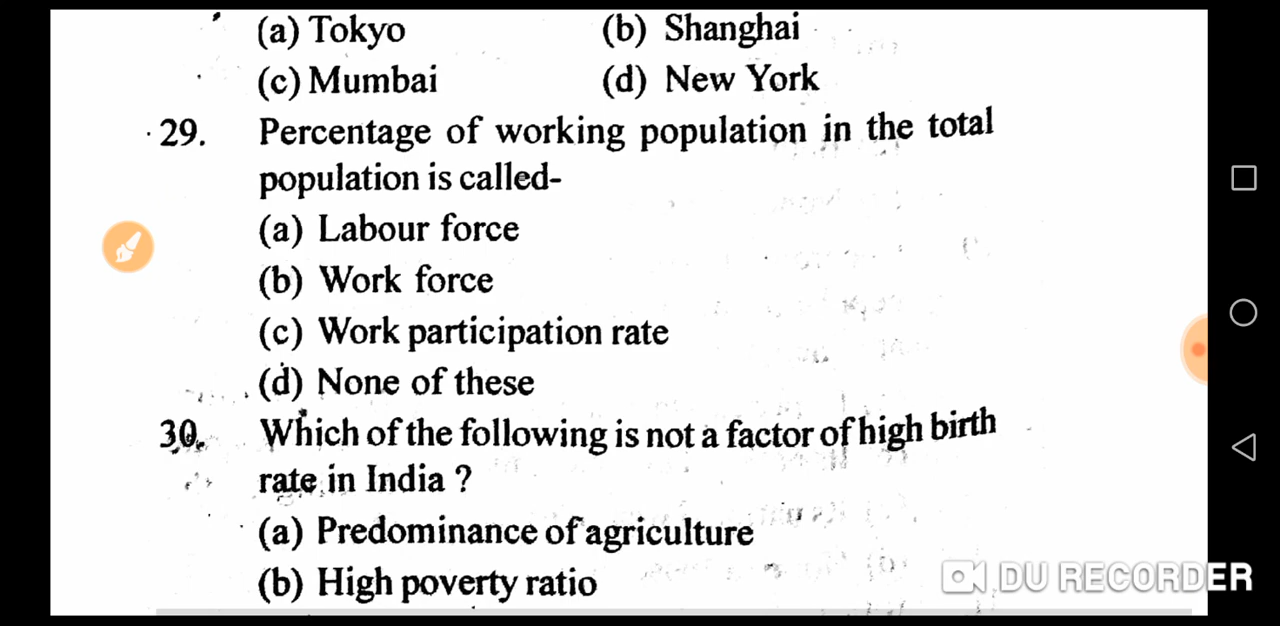 (a) Tokyo (b) Shanghai
(c) Mumbai (d) New York
29. Percentage of working population in the total
population is called-
(a) Labour force
(b) Work force
(c) Work participation rate
(d) None of these
30. Which of the following is not a factor of high birth
rate in India ?
(a) Predominance of agriculture
(b) High poverty ratio
DU RECORDER